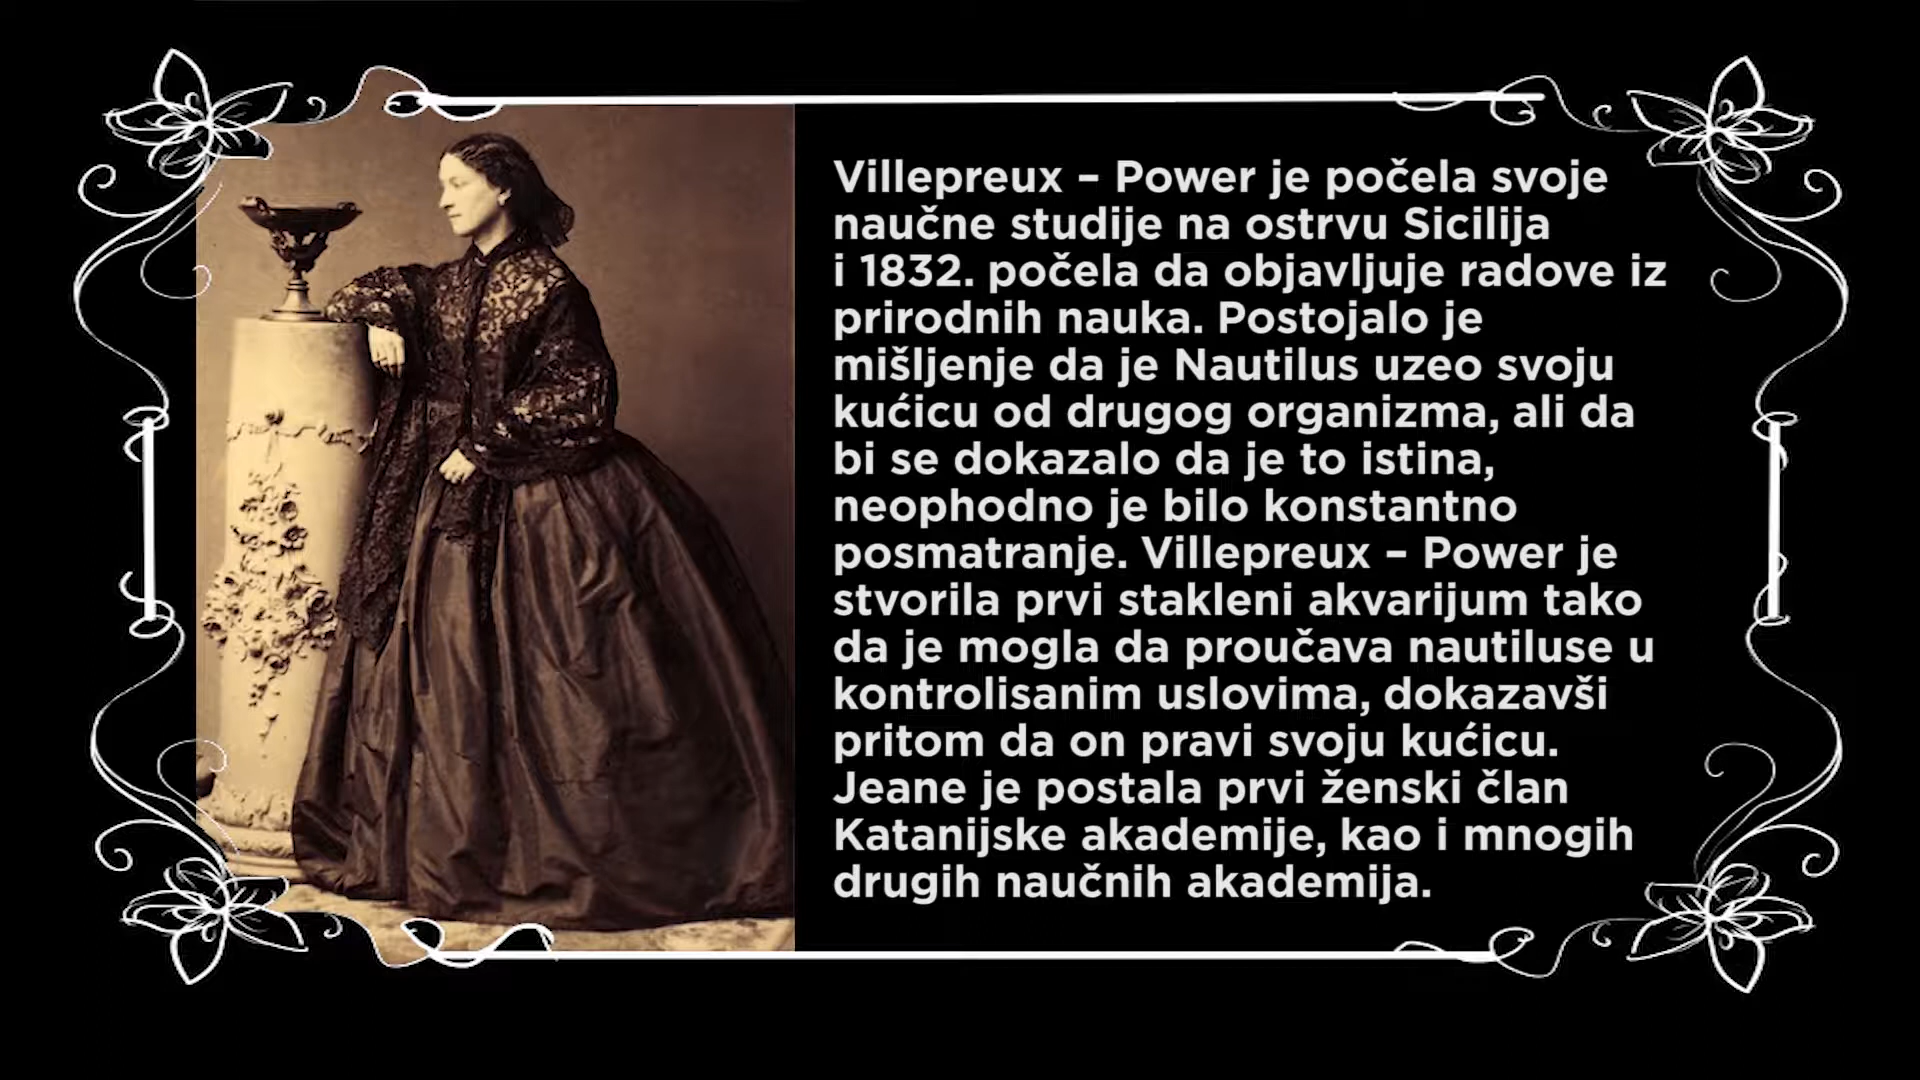 Villepreux – Power je počela svoje
naučne studije na ostrvu Sicilija
i 1832. počela da objavljuje radove iz
prirodnih nauka. Postojalo je
mišljenje da je Nautilus uzeo svoju
kućicu od drugog organizma, ali da
bi se dokazalo da je to istina,
neophodno je bilo konstantno
posmatranje. Villepreux – Power je
stvorila prvi stakleni akvarijum tako
da je mogla da proučava nautiluse u
kontrolisanim uslovima, dokazavši
pritom da on pravi svoju kućicu.
Jeane je postala prvi ženski član
Katanijske akademije, kao i mnogih
drugih naučnih akademija.